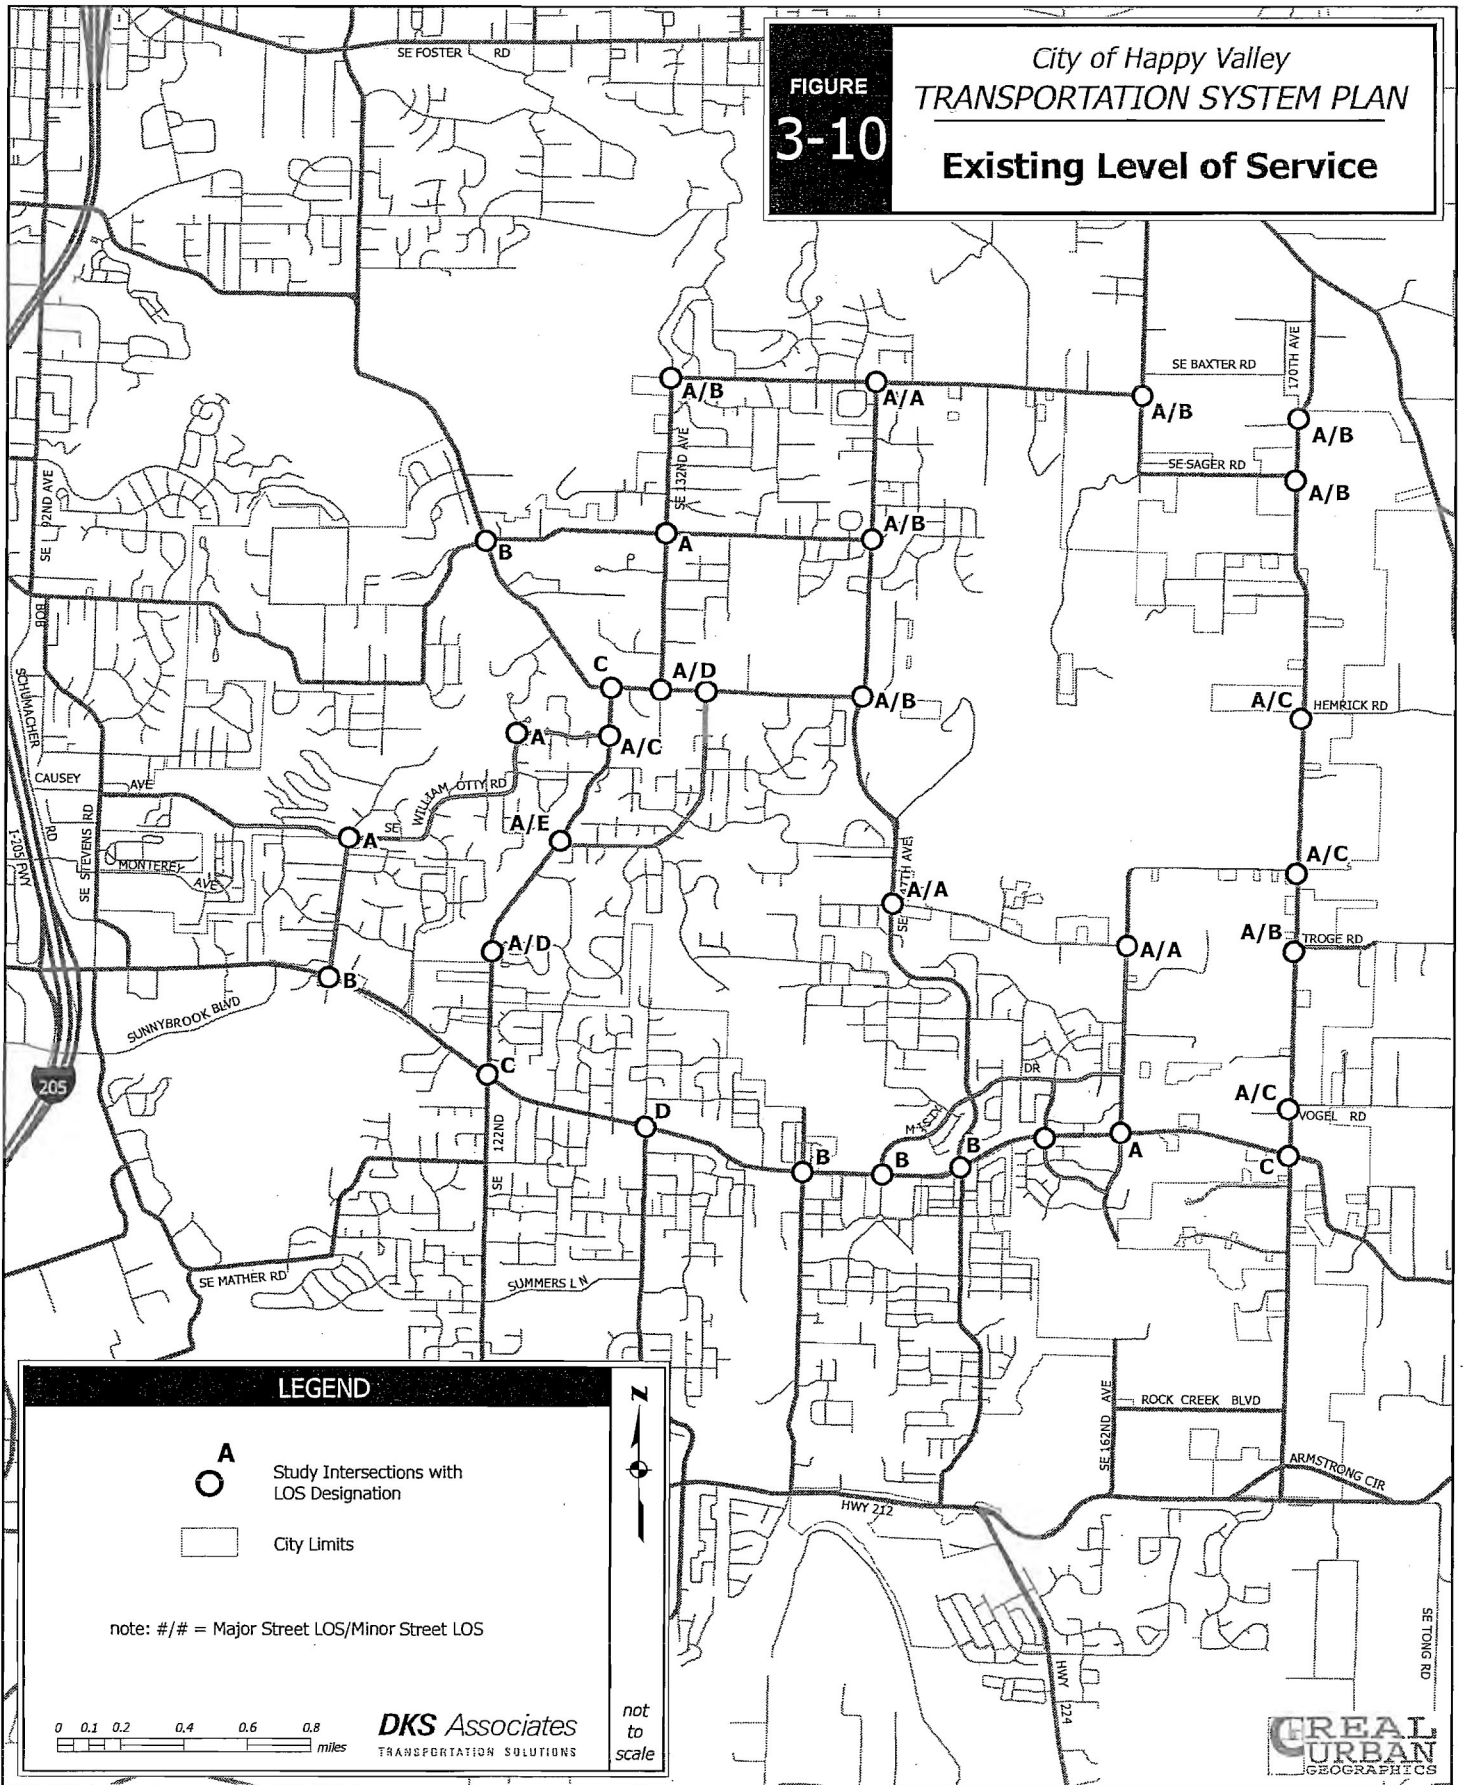 SE FOSTER RD
FIGURE
3-10
City of Happy Valley
TRANSPORTATION SYSTEM PLAN
Existing Level of Service
170TH AVE
SE BAXTER RD
A/B
A/A
A/B
A/B
SE 132ND AVE
SE SAGER RD
A/B
SE 92ND AVE
B
A
A/B
BOB
SCHUMACHER
RD
C
A/D
A/B
A/C
HEMRICK RD
A
A/C
CAUSEY AVE
SE WILLIAM OTTY RD
A/E
A
I-205 FWY
SE STEVENS RD
MONTEREY AVE
A/C
A/A
SE 147TH AVE
A/D
A/A
A/B
TROGE RD
B
SUNNYBROOK BLVD
205
C
DR
D
A/C
VOGEL RD
122ND
SE
B
B
B
A
C
SE MATHER RD
SUMMERS LN
LEGEND
A
Study Intersections with
LOS Designation
City Limits
note: #/# = Major Street LOS/Minor Street LOS
0 0.1 0.2 0.4 0.6 0.8
miles
DKS Associates
TRANSPORTATION SOLUTIONS
N
not
to
scale
SE 162ND AVE
ROCK CREEK BLVD
ARMSTRONG CIR
HWY 212
HWY 224
SE TONG RD
REAL
URBAN
GEOGRAPHICS